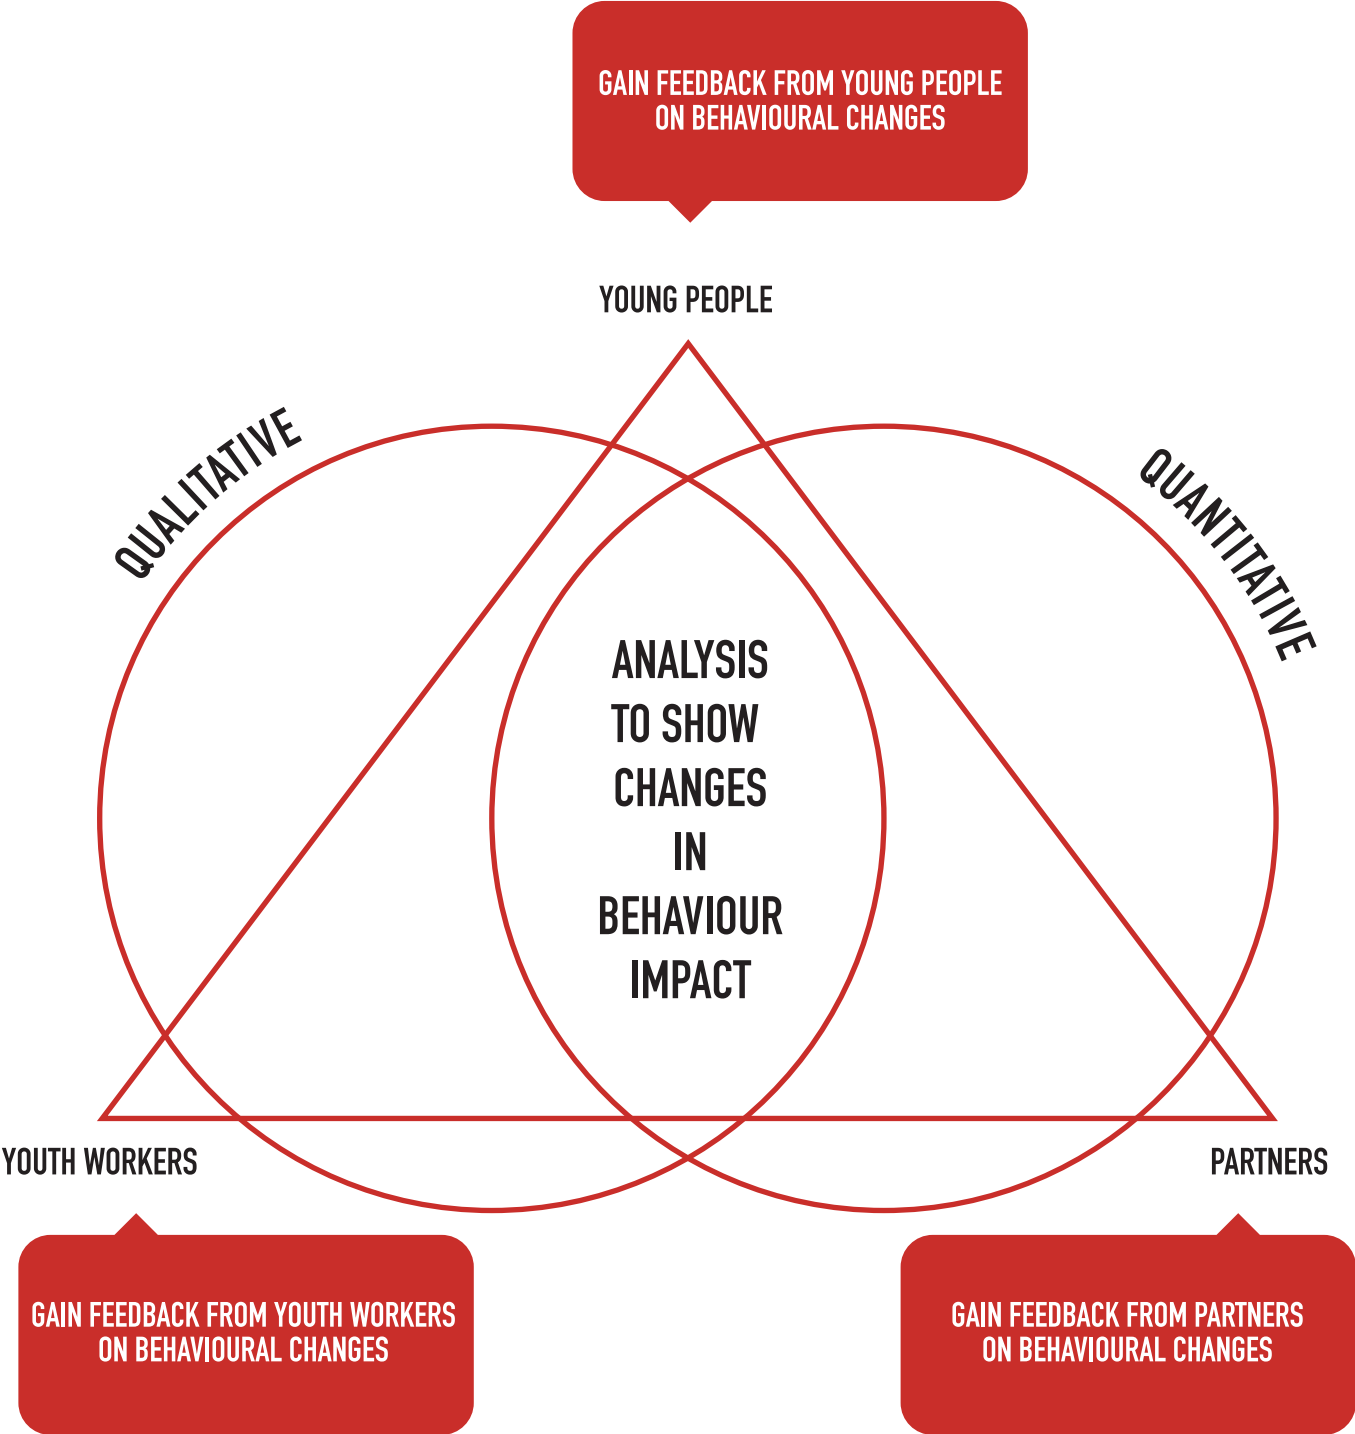 GAIN FEEDBACK FROM YOUNG PEOPLE
ON BEHAVIOURAL CHANGES
YOUNG PEOPLE
QUALITATIVE
QUANTITATIVE
ANALYSIS
TO SHOW
CHANGES
IN
BEHAVIOUR
IMPACT
YOUTH WORKERS
PARTNERS
GAIN FEEDBACK FROM YOUTH WORKERS
ON BEHAVIOURAL CHANGES
GAIN FEEDBACK FROM PARTNERS
ON BEHAVIOURAL CHANGES